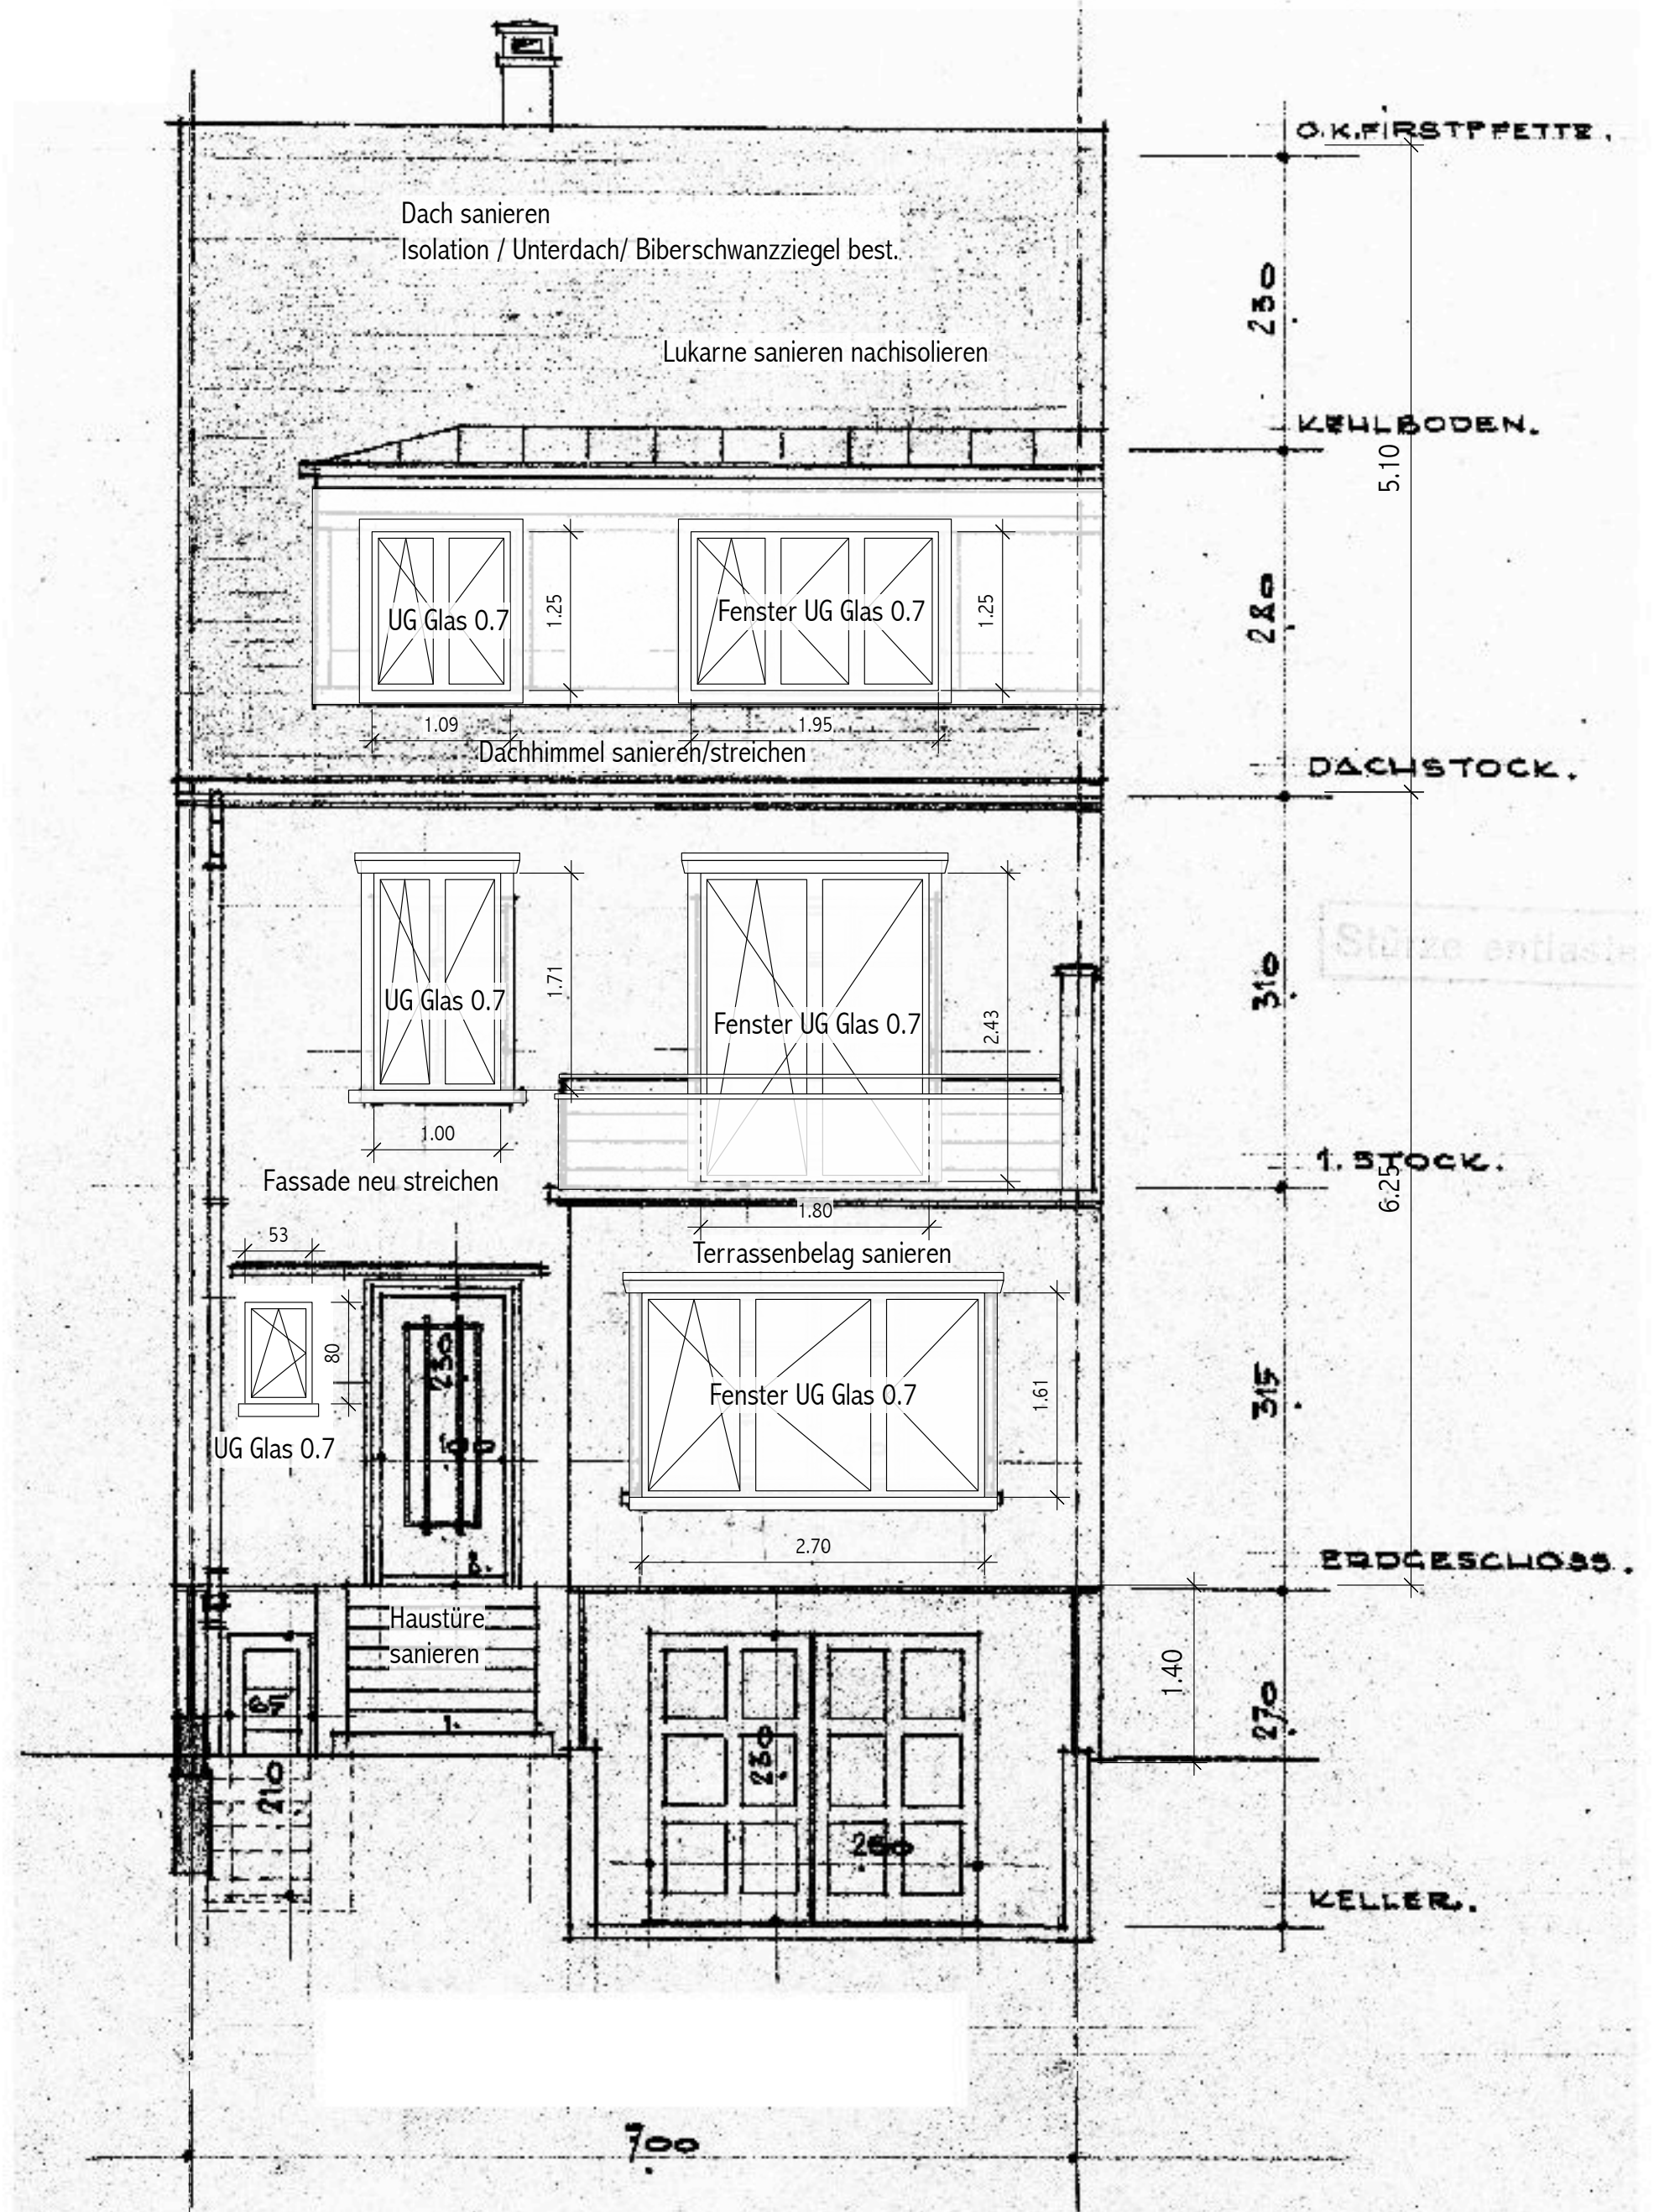 O.K.FIRSTPFETTE.
Dach sanieren
Isolation / Unterdach/ Biberschwanzziegel best.
230
Lukarne sanieren nachisolieren
KEHLBODEN.
5.10
280
UG Glas 0.7
1.25
Fenster UG Glas 0.7
1.25
1.09
1.95
Dachhimmel sanieren/streichen
DACHSTOCK.
Stürze entlaste
310
UG Glas 0.7
1.71
Fenster UG Glas 0.7
2.43
1.00
1. STOCK.
6.25
Fassade neu streichen
1.80
53
Terrassenbelag sanieren
80
230
Fenster UG Glas 0.7
1.61
315
UG Glas 0.7
2.70
ERDGESCHOSS.
8.
Haustüre
sanieren
1.40
270
1.
210
230
KELLER.
700